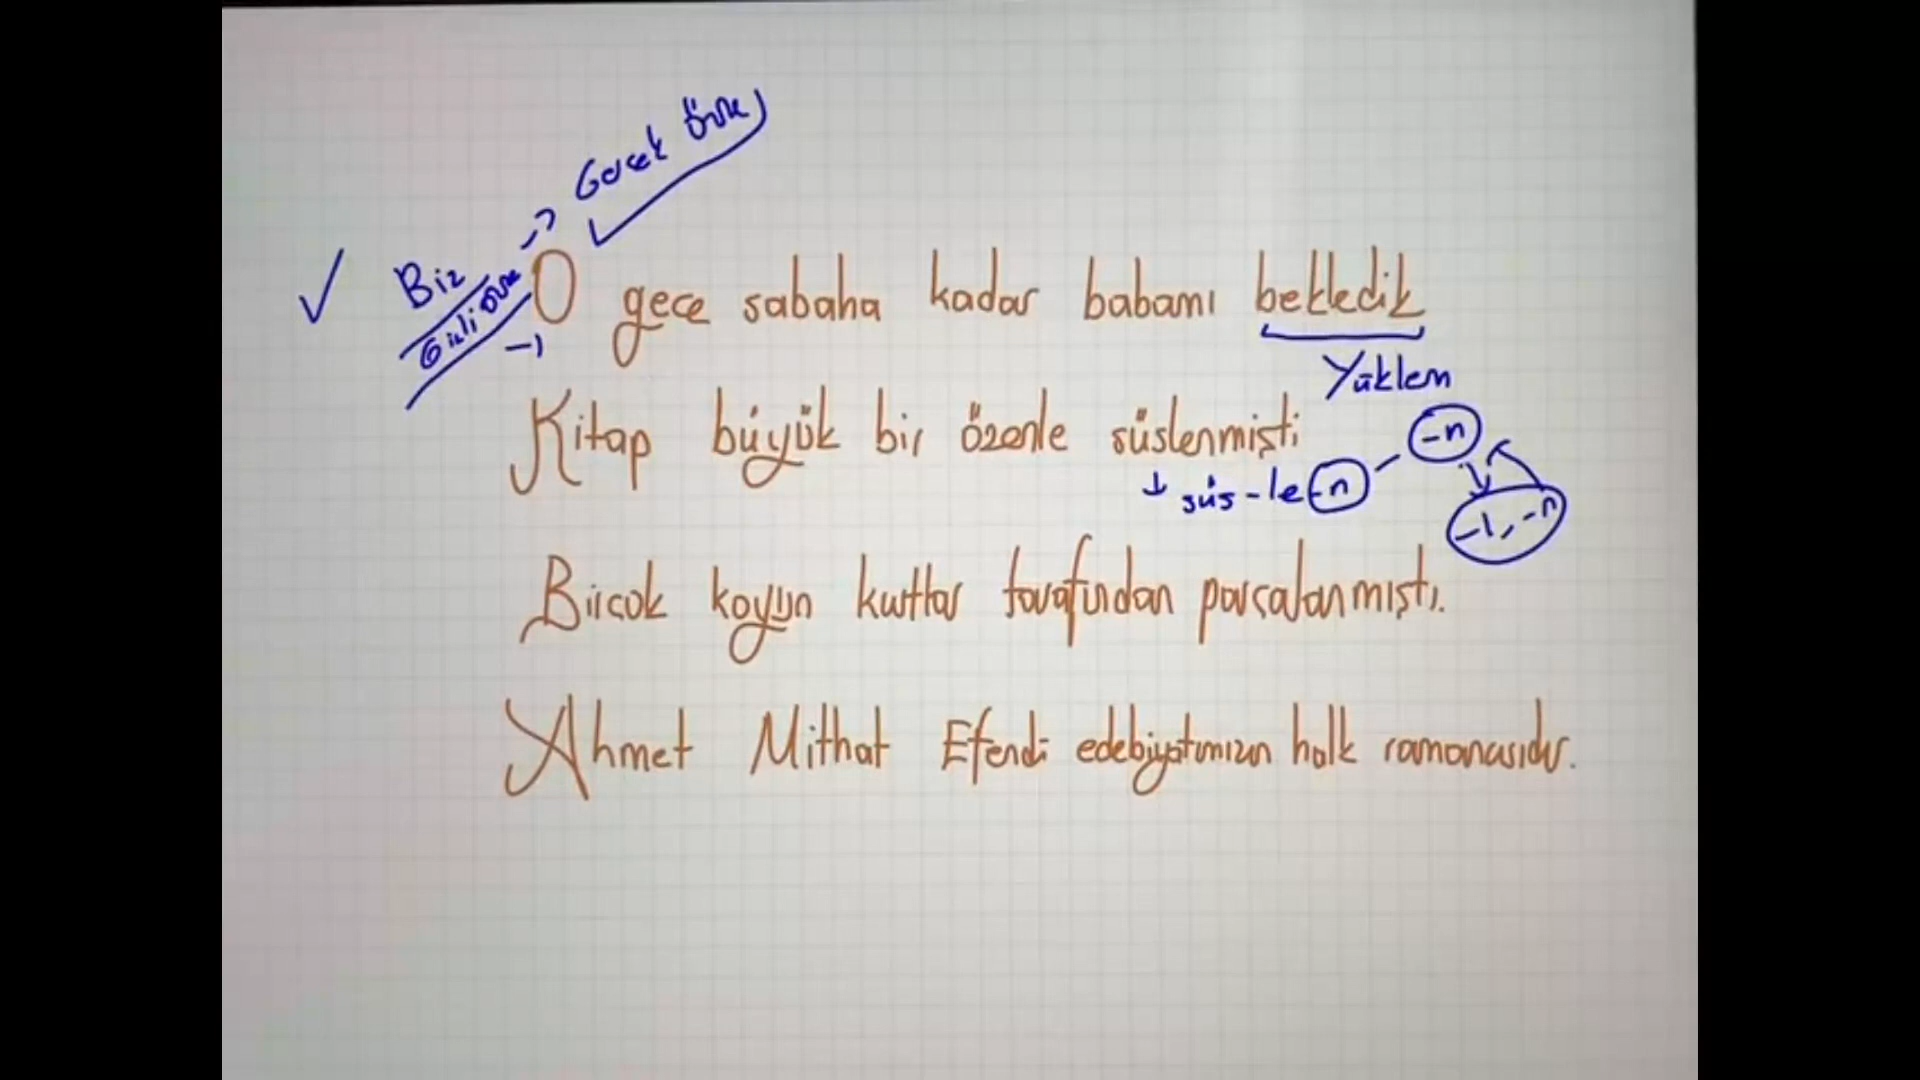 Gerçek özne
Biz
Gizli özne
O gece sabaha kadar babamı bekledik
Yüklem
Kitap büyük bir özenle süslenmişti
süs-le-n
-n
-l, -n
Birçok koyun kurtlar tarafından parçalanmıştı.
Ahmet Mithat Efendi edebiyatımızın halk romancısıdır.